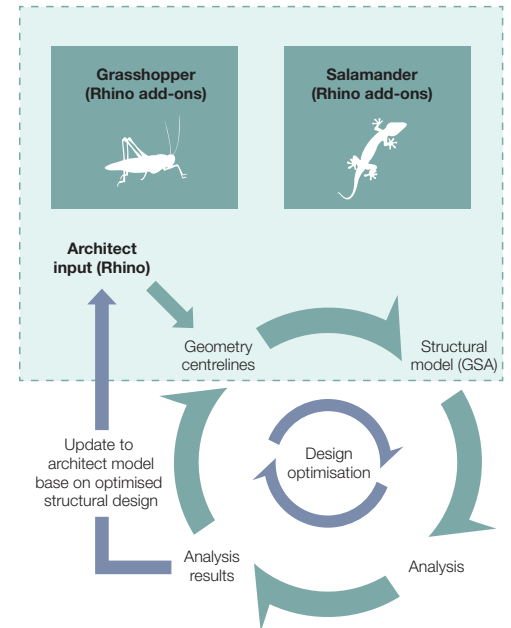 Grasshopper
(Rhino add-ons)
Salamander
(Rhino add-ons)
Architect
input (Rhino)
Geometry
centrelines
Structural
model (GSA)
Update to
architect model
base on optimised
structural design
Design
optimisation
Analysis
results
Analysis